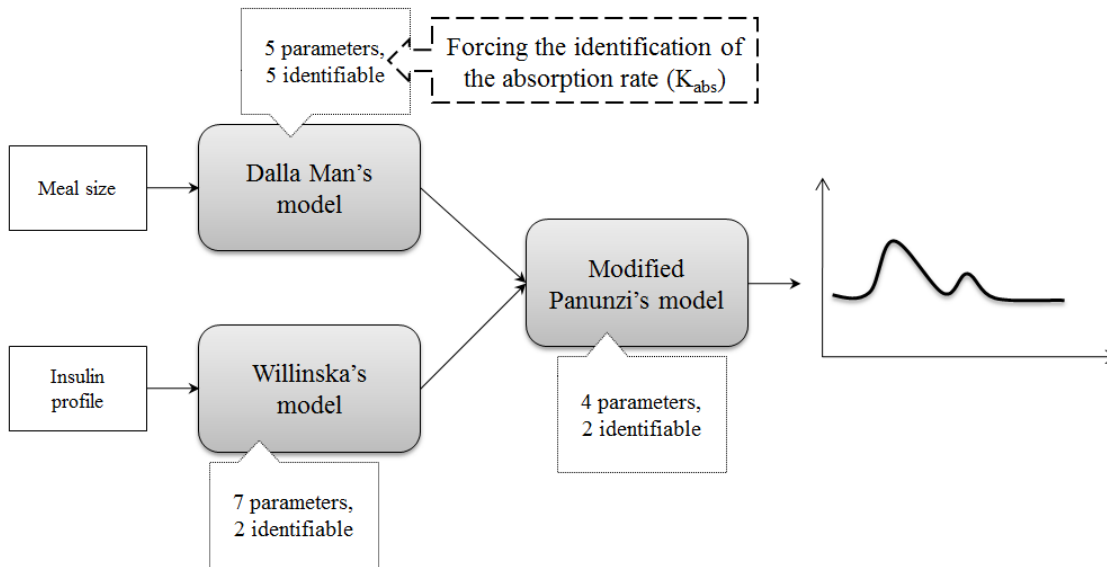 5 parameters,
5 identifiable
Forcing the identification of
the absorption rate (Kabs)
Meal size
Dalla Man’s
model
Modified
Panunzi’s model
Insulin
profile
Willinska’s
model
4 parameters,
2 identifiable
7 parameters,
2 identifiable